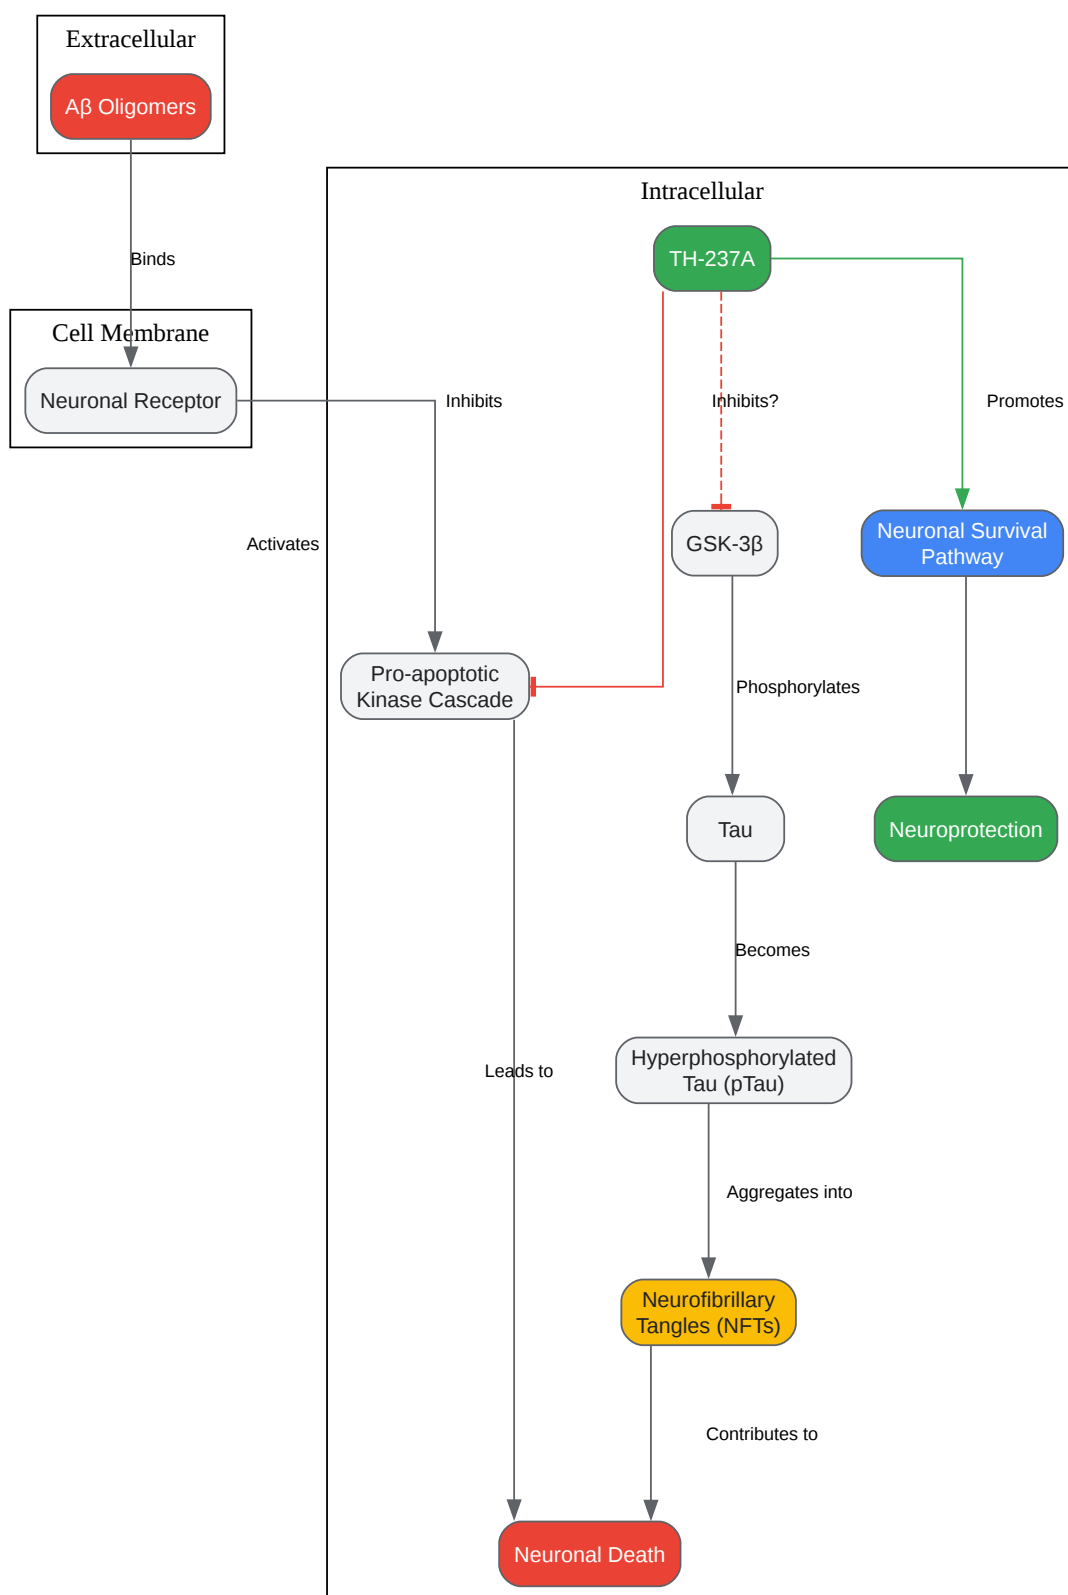 Extracellular
Aβ Oligomers
Binds
Cell Membrane
Neuronal Receptor
Intracellular
TH-237A
Inhibits
Inhibits?
Promotes
Activates
GSK-3β
Neuronal Survival
Pathway
Pro-apoptotic
Kinase Cascade
Phosphorylates
Tau
Neuroprotection
Becomes
Leads to
Hyperphosphorylated
Tau (pTau)
Aggregates into
Neurofibrillary
Tangles (NFTs)
Contributes to
Neuronal Death